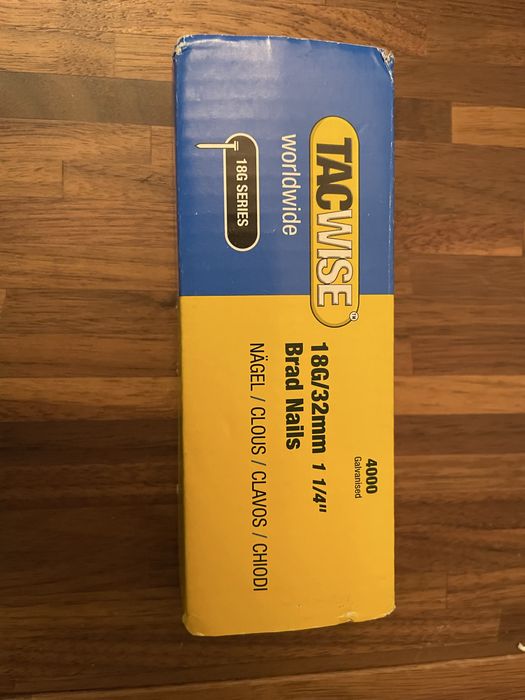 TACWISE®
worldwide
18G SERIES
4000
Galvanised
18G/32mm 1 1/4"
Brad Nails
NÄGEL / CLOUS / CLAVOS / CHIODI